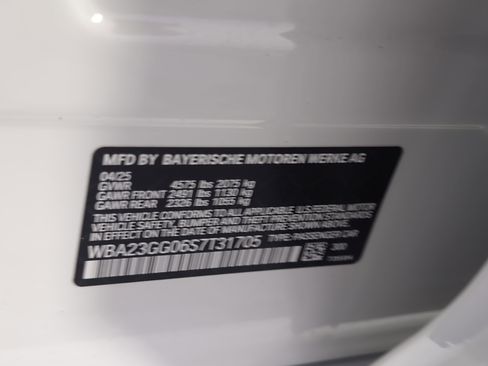 MFD BY BAYERISCHE MOTOREN WERKE AG
04/25
GVWR 4575 lbs 2075 kg
GAWR FRONT 2491 lbs 1130 kg
GAWR REAR 2326 lbs 1055 kg
THIS VEHICLE CONFORMS TO ALL APPLICABLE U.S. FEDERAL MOTOR
VEHICLE SAFETY, BUMPER, AND THEFT PREVENTION STANDARDS
IN EFFECT ON THE DATE OF MANUFACTURE SHOWN ABOVE.
WBA23GG06S7T31705 TYPE: PASSENGER CAR
300